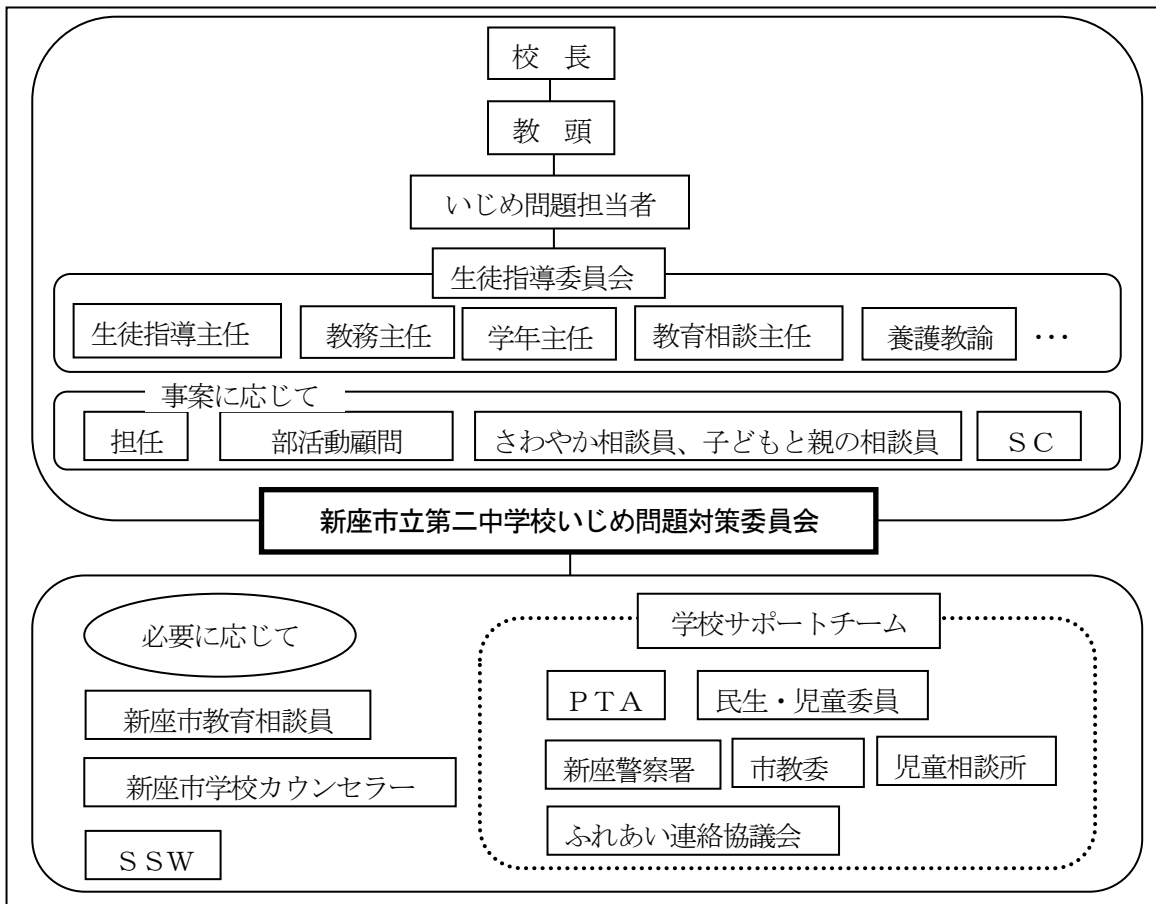 校　長
教　頭
いじめ問題担当者
生徒指導委員会
生徒指導主任　教務主任　学年主任　教育相談主任　養護教諭　…
事案に応じて
担任　部活動顧問　さわやか相談員、子どもと親の相談員　ＳＣ
新座市立第二中学校いじめ問題対策委員会
必要に応じて
新座市教育相談員
新座市学校カウンセラー
ＳＳＷ
学校サポートチーム
ＰＴＡ　民生・児童委員
新座警察署　市教委　児童相談所
ふれあい連絡協議会